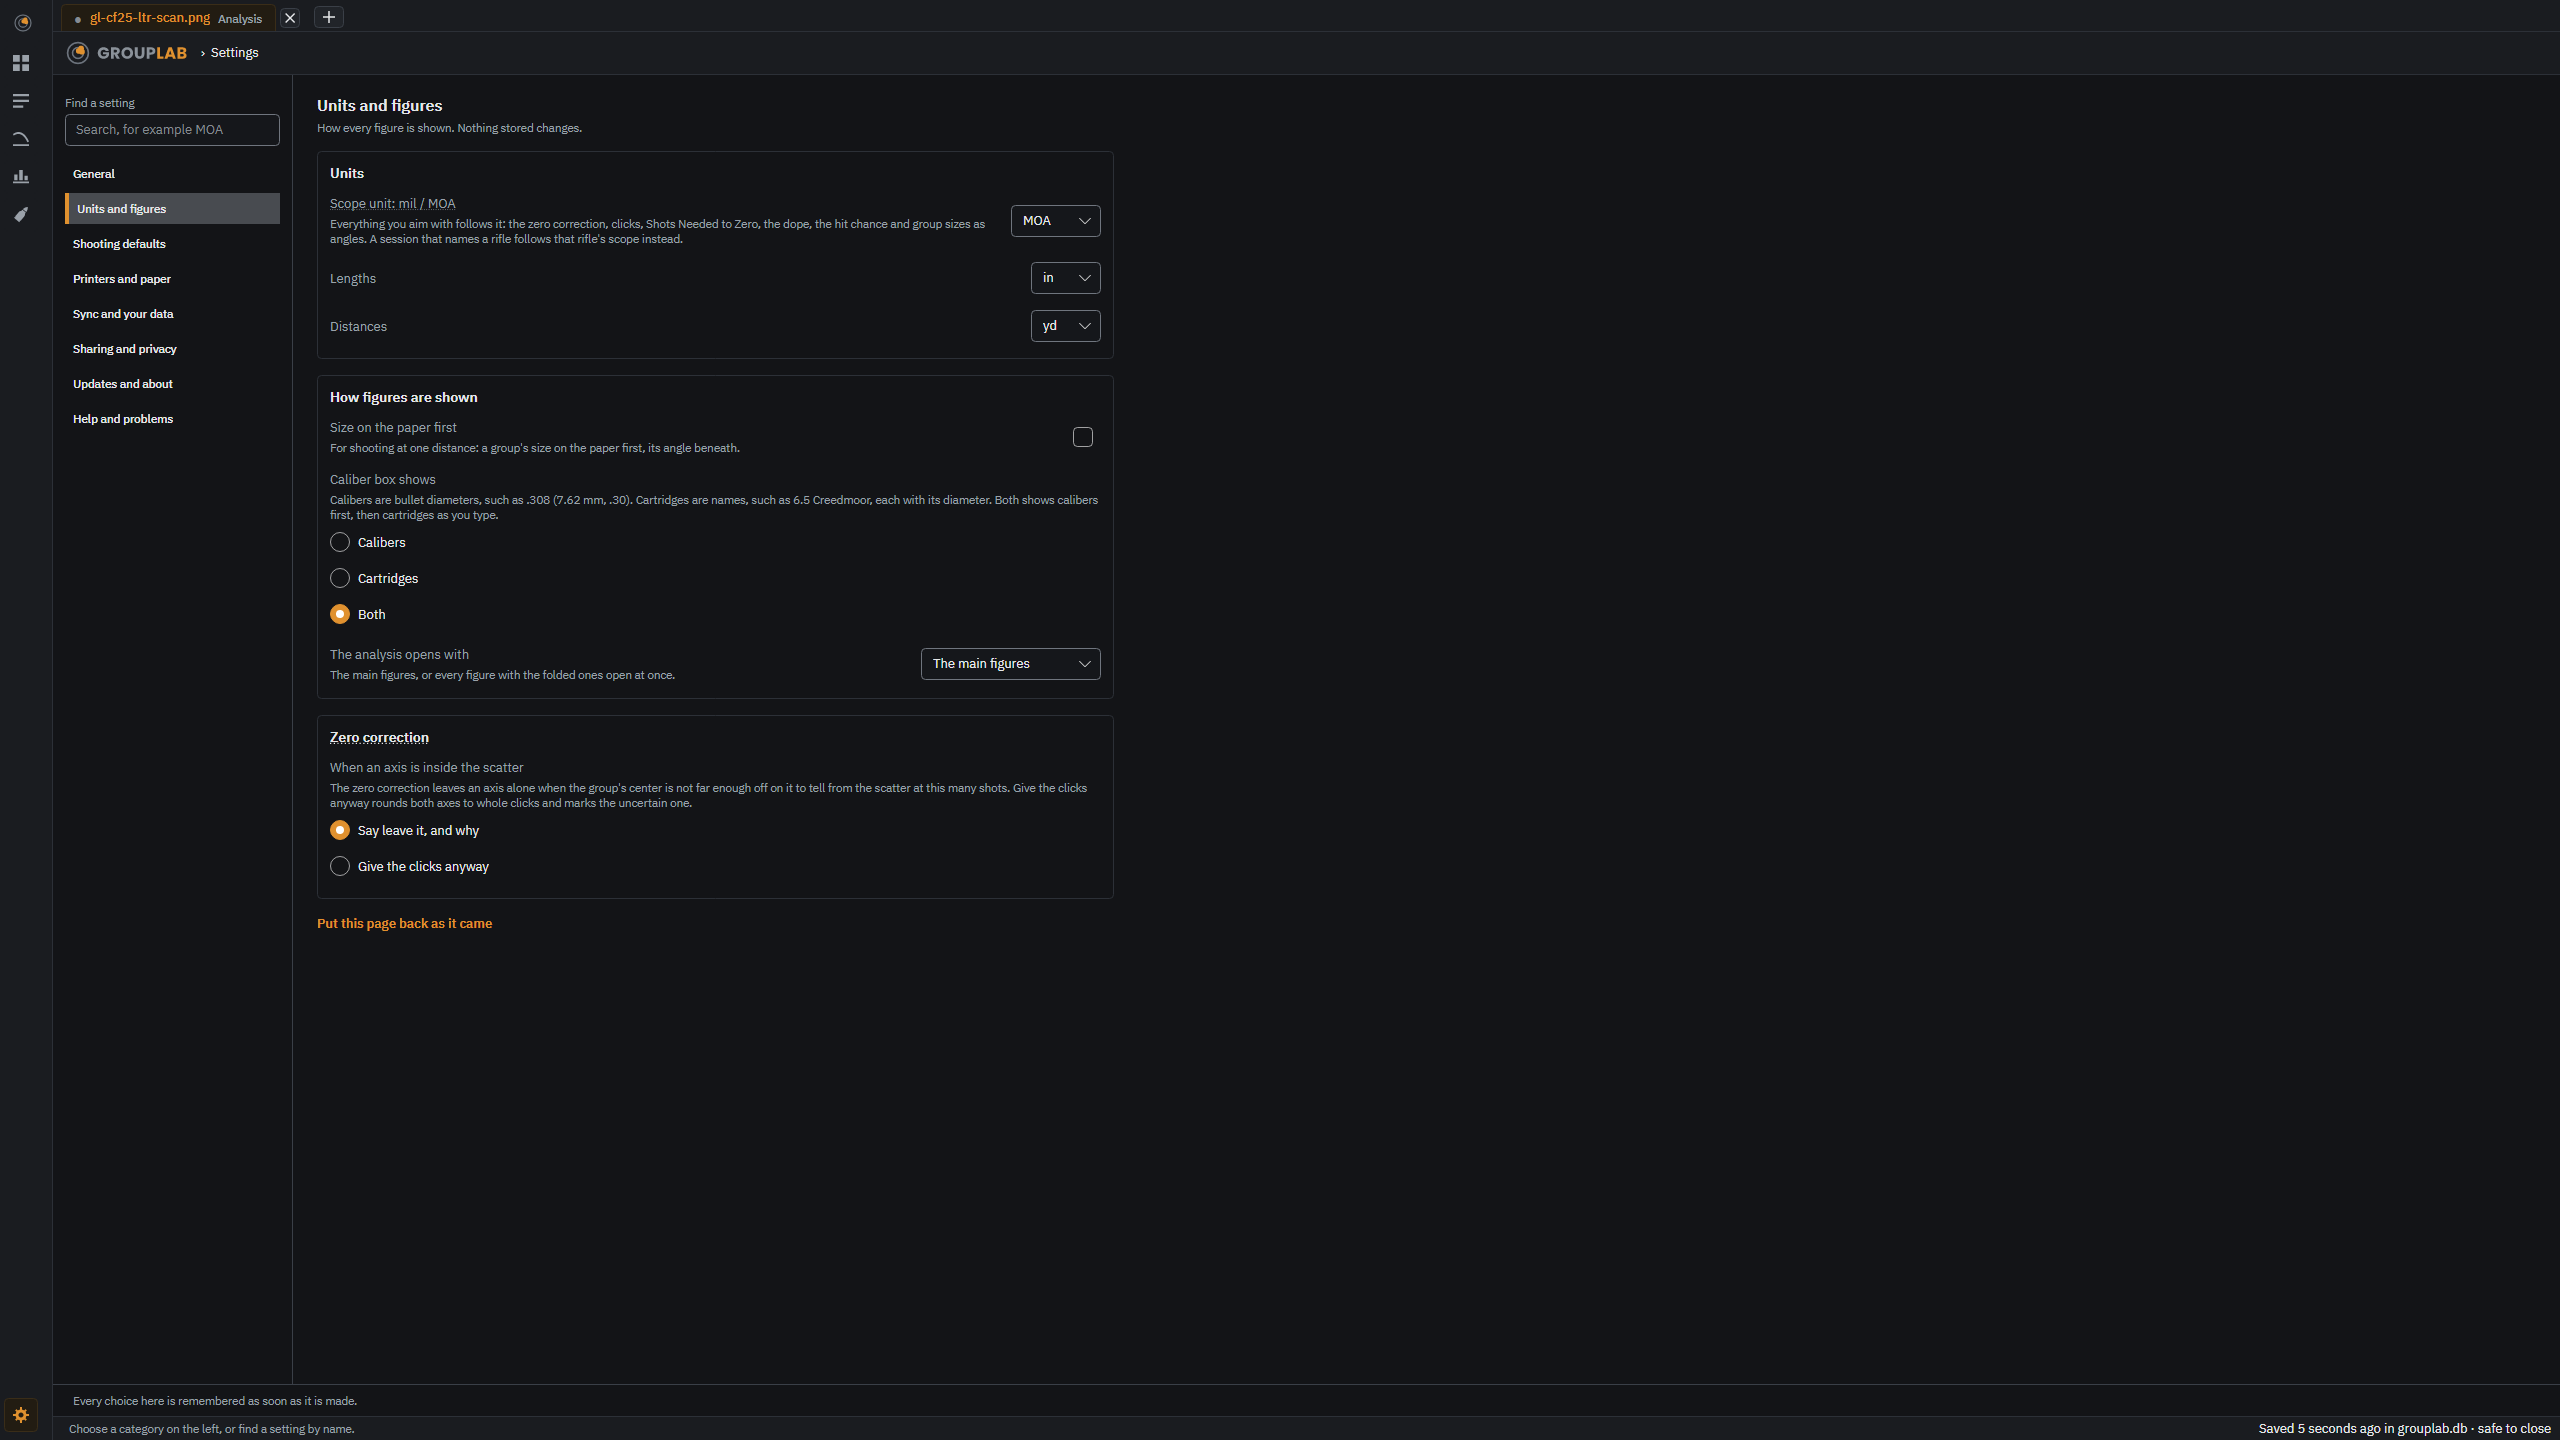 gl-cf25-ltr-scan.png Analysis
GROUPLAB › Settings
Find a setting
Search, for example MOA
General
Units and figures
Shooting defaults
Printers and paper
Sync and your data
Sharing and privacy
Updates and about
Help and problems
Units and figures
How every figure is shown. Nothing stored changes.
Units
Scope unit: mil / MOA
Everything you aim with follows it: the zero correction, clicks, Shots Needed to Zero, the dope, the hit chance and group sizes as
angles. A session that names a rifle follows that rifle's scope instead.
MOA
Lengths
in
Distances
yd
How figures are shown
Size on the paper first
For shooting at one distance: a group's size on the paper first, its angle beneath.
Caliber box shows
Calibers are bullet diameters, such as .308 (7.62 mm, .30). Cartridges are names, such as 6.5 Creedmoor, each with its diameter. Both shows calibers
first, then cartridges as you type.
Calibers
Cartridges
Both
The analysis opens with
The main figures, or every figure with the folded ones open at once.
The main figures
Zero correction
When an axis is inside the scatter
The zero correction leaves an axis alone when the group's center is not far enough off on it to tell from the scatter at this many shots. Give the clicks
anyway rounds both axes to whole clicks and marks the uncertain one.
Say leave it, and why
Give the clicks anyway
Put this page back as it came
Every choice here is remembered as soon as it is made.
Choose a category on the left, or find a setting by name.
Saved 5 seconds ago in grouplab.db · safe to close